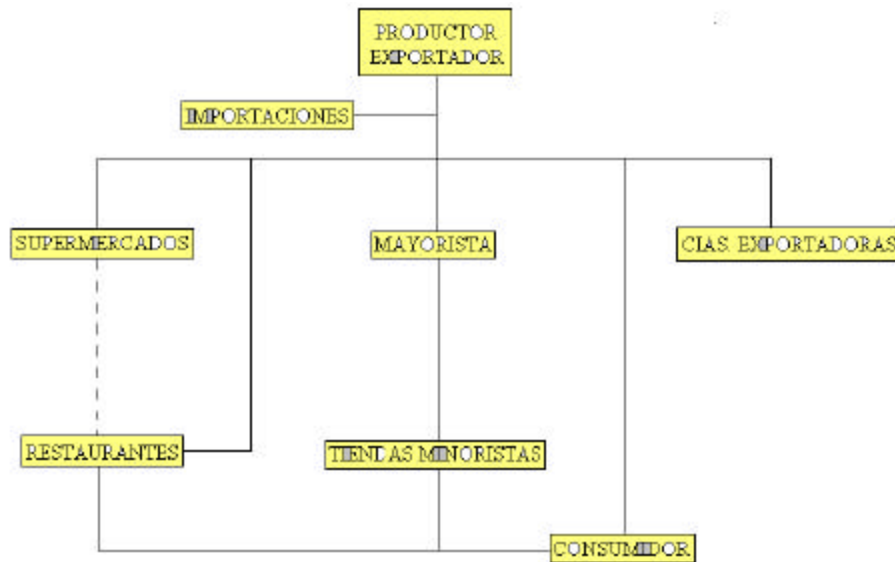 PRODUCTOR
EXPORTADOR
IMPORTACIONES
SUPERMERCADOS
MAYORISTA
CIAS. EXPORTADORAS
RESTAURANTES
TIENDAS MINORISTAS
CONSUMIDOR